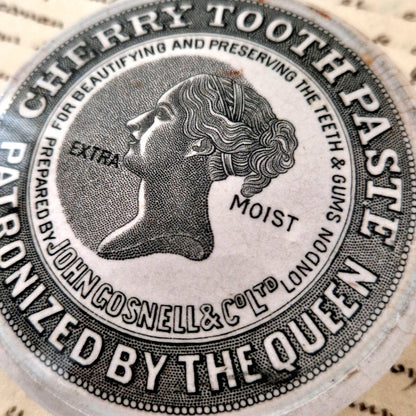 CHERRY TOOTH PASTE
PATRONIZED BY THE QUEEN
FOR BEAUTIFYING AND PRESERVING THE TEETH & GUMS
EXTRA MOIST
PREPARED BY JOHN GOSNELL & CO LTD LONDON